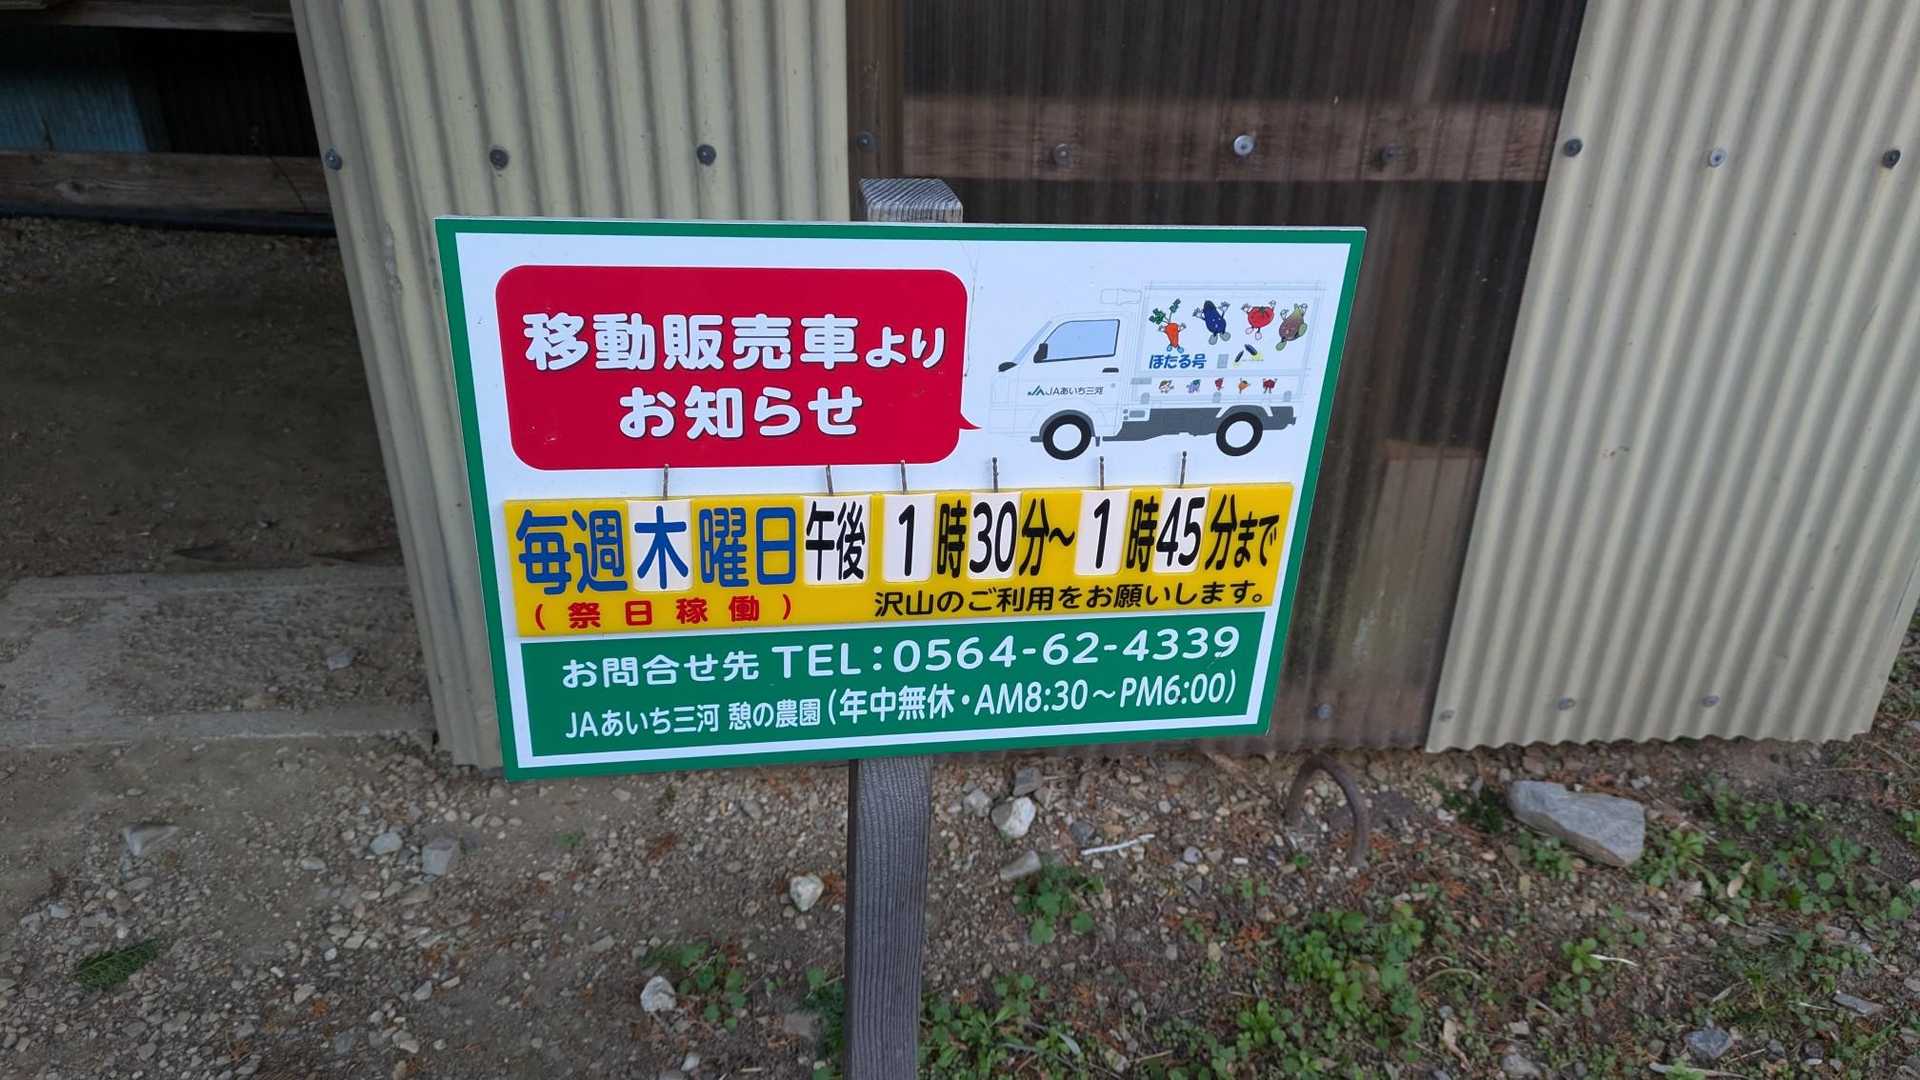 移動販売車より
お知らせ
ほたる号
JAあいち三河
毎週木曜日午後1時30分~1時45分まで
(祭日稼働) 沢山のご利用をお願いします。
お問合せ先 TEL:0564-62-4339
JAあいち三河 憩の農園(年中無休・AM8:30~PM6:00)